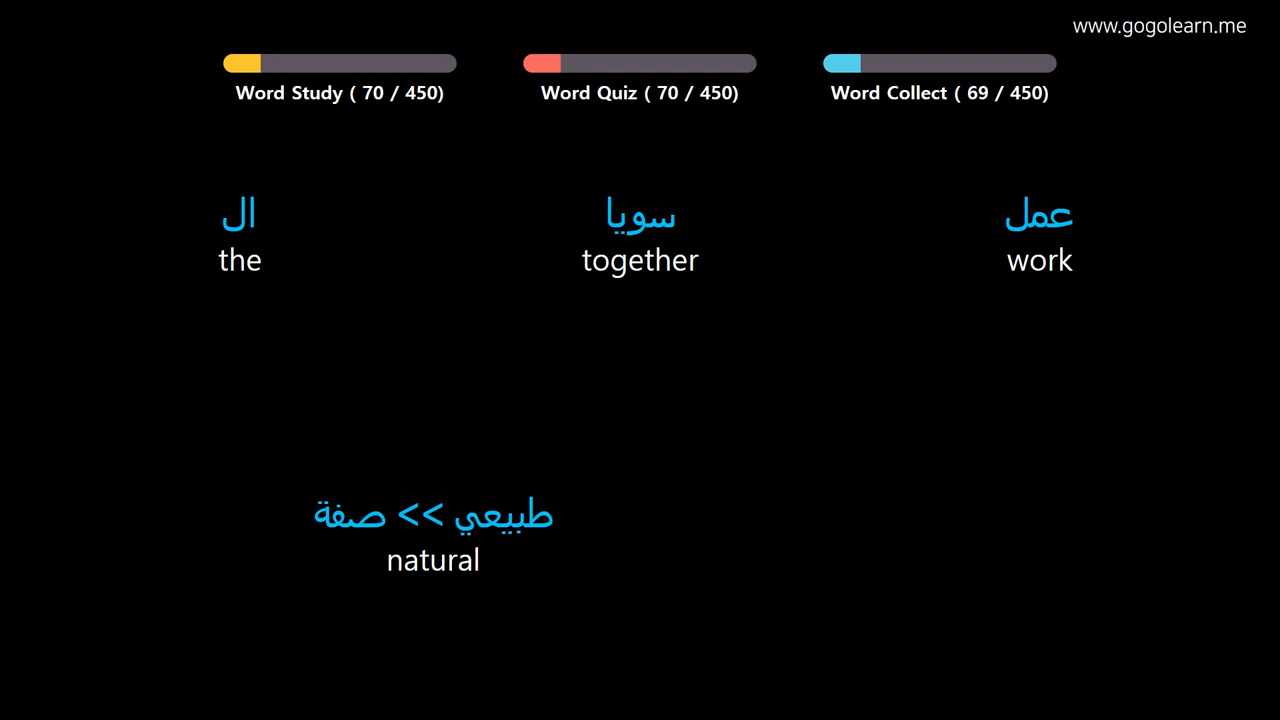 www.gogolearn.me
Word Study ( 70 / 450)
Word Quiz ( 70 / 450)
Word Collect ( 69 / 450)
ال
the
سويا
together
عمل
work
طبيعي >> صفة
natural